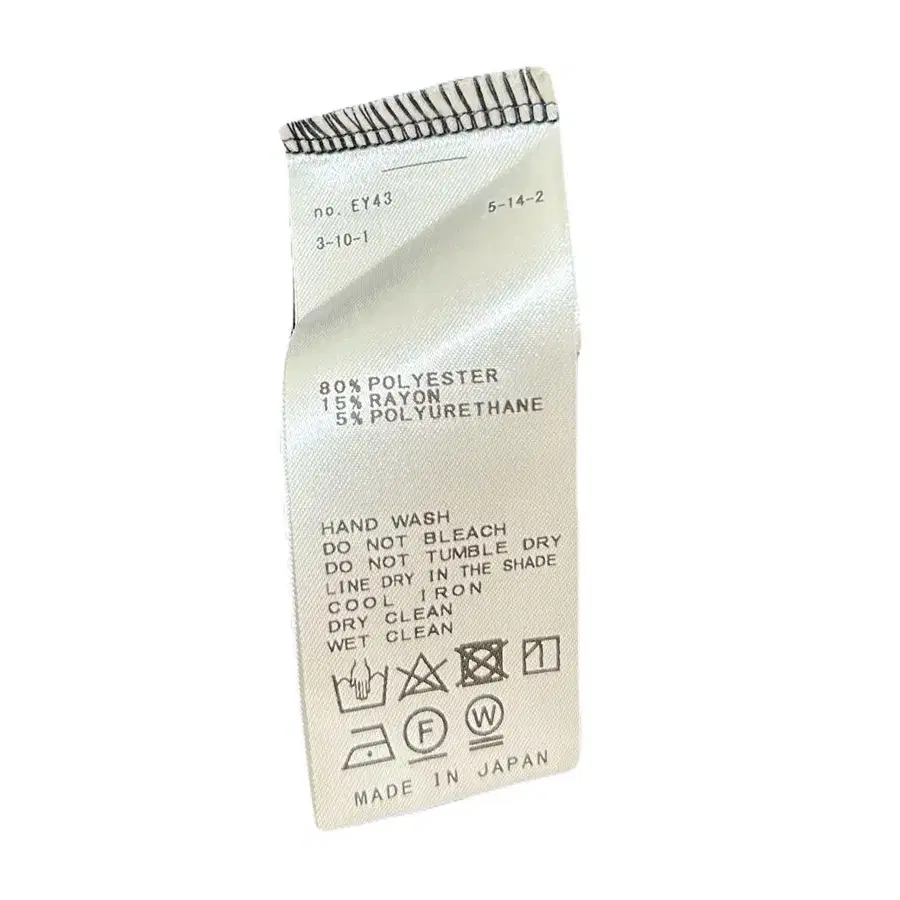 no. EY43
5-14-2
3-10-1
80% POLYESTER
15% RAYON
5% POLYURETHANE
HAND WASH
DO NOT BLEACH
DO NOT TUMBLE DRY
LINE DRY IN THE SHADE
COOL IRON
DRY CLEAN
WET CLEAN
F W
MADE IN JAPAN